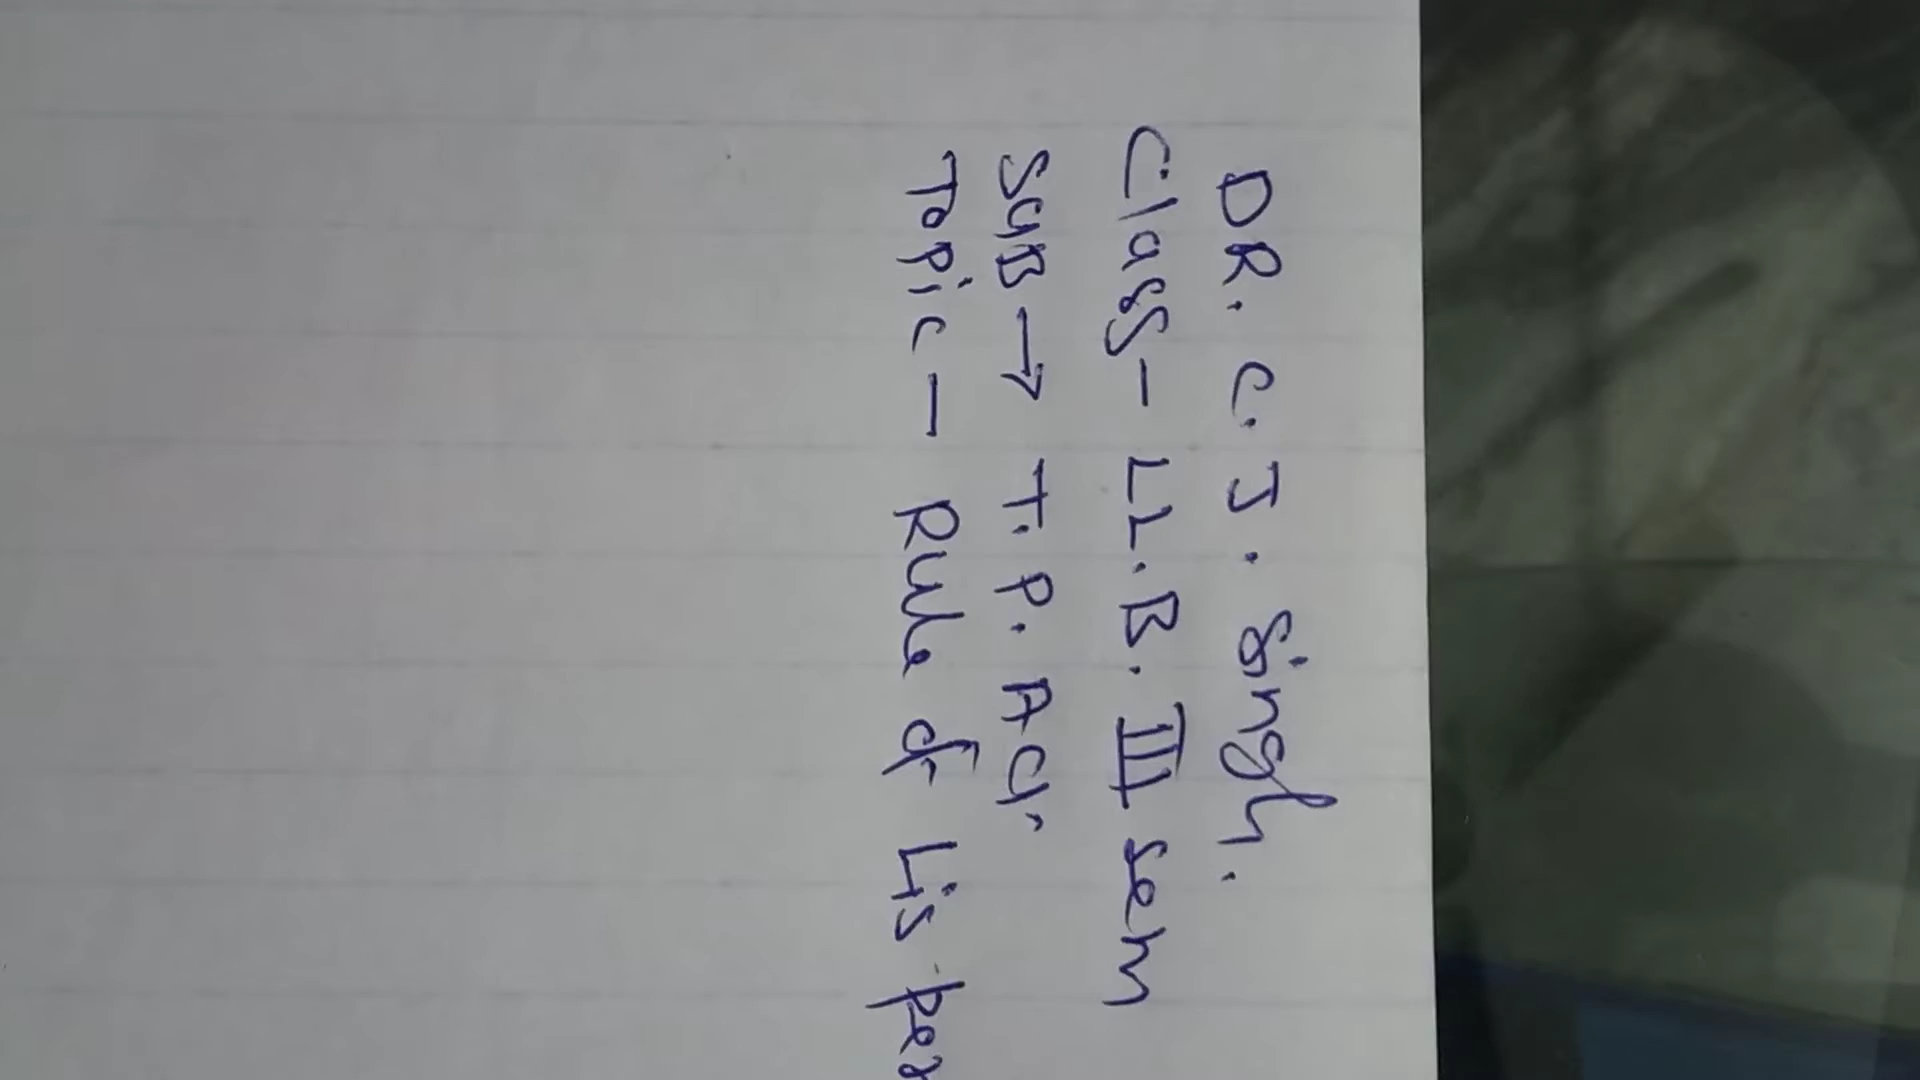 DR. C. J. Singh.
Class- LL.B. III Sem
SUB → T. P. Act
Topic - Rule of Lis